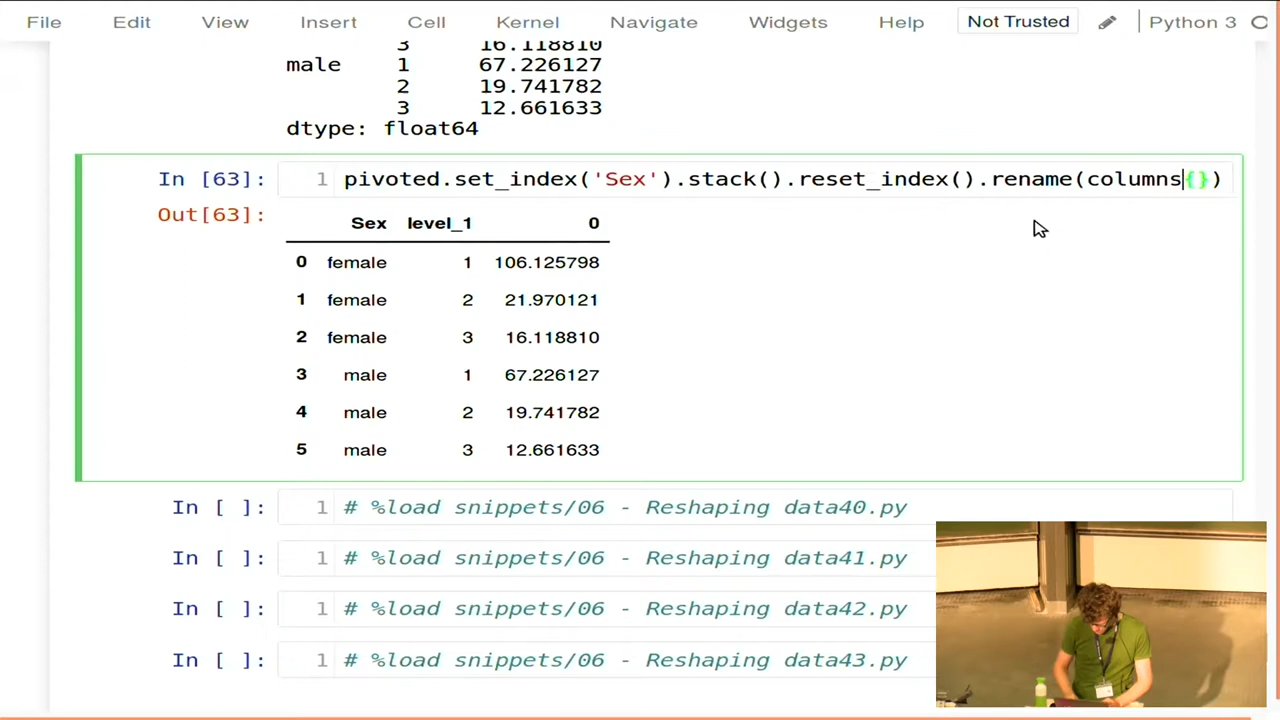 File Edit View Insert Cell Kernel Navigate Widgets Help Not Trusted Python 3
3 16.118810
male 1 67.226127
2 19.741782
3 12.661633
dtype: float64
In [63]: 1 pivoted.set_index('Sex').stack().reset_index().rename(columns{})
Out[63]:
Sex level_1 0
0 female 1 106.125798
1 female 2 21.970121
2 female 3 16.118810
3 male 1 67.226127
4 male 2 19.741782
5 male 3 12.661633
In [ ]: 1 # %load snippets/06 - Reshaping data40.py
In [ ]: 1 # %load snippets/06 - Reshaping data41.py
In [ ]: 1 # %load snippets/06 - Reshaping data42.py
In [ ]: 1 # %load snippets/06 - Reshaping data43.py